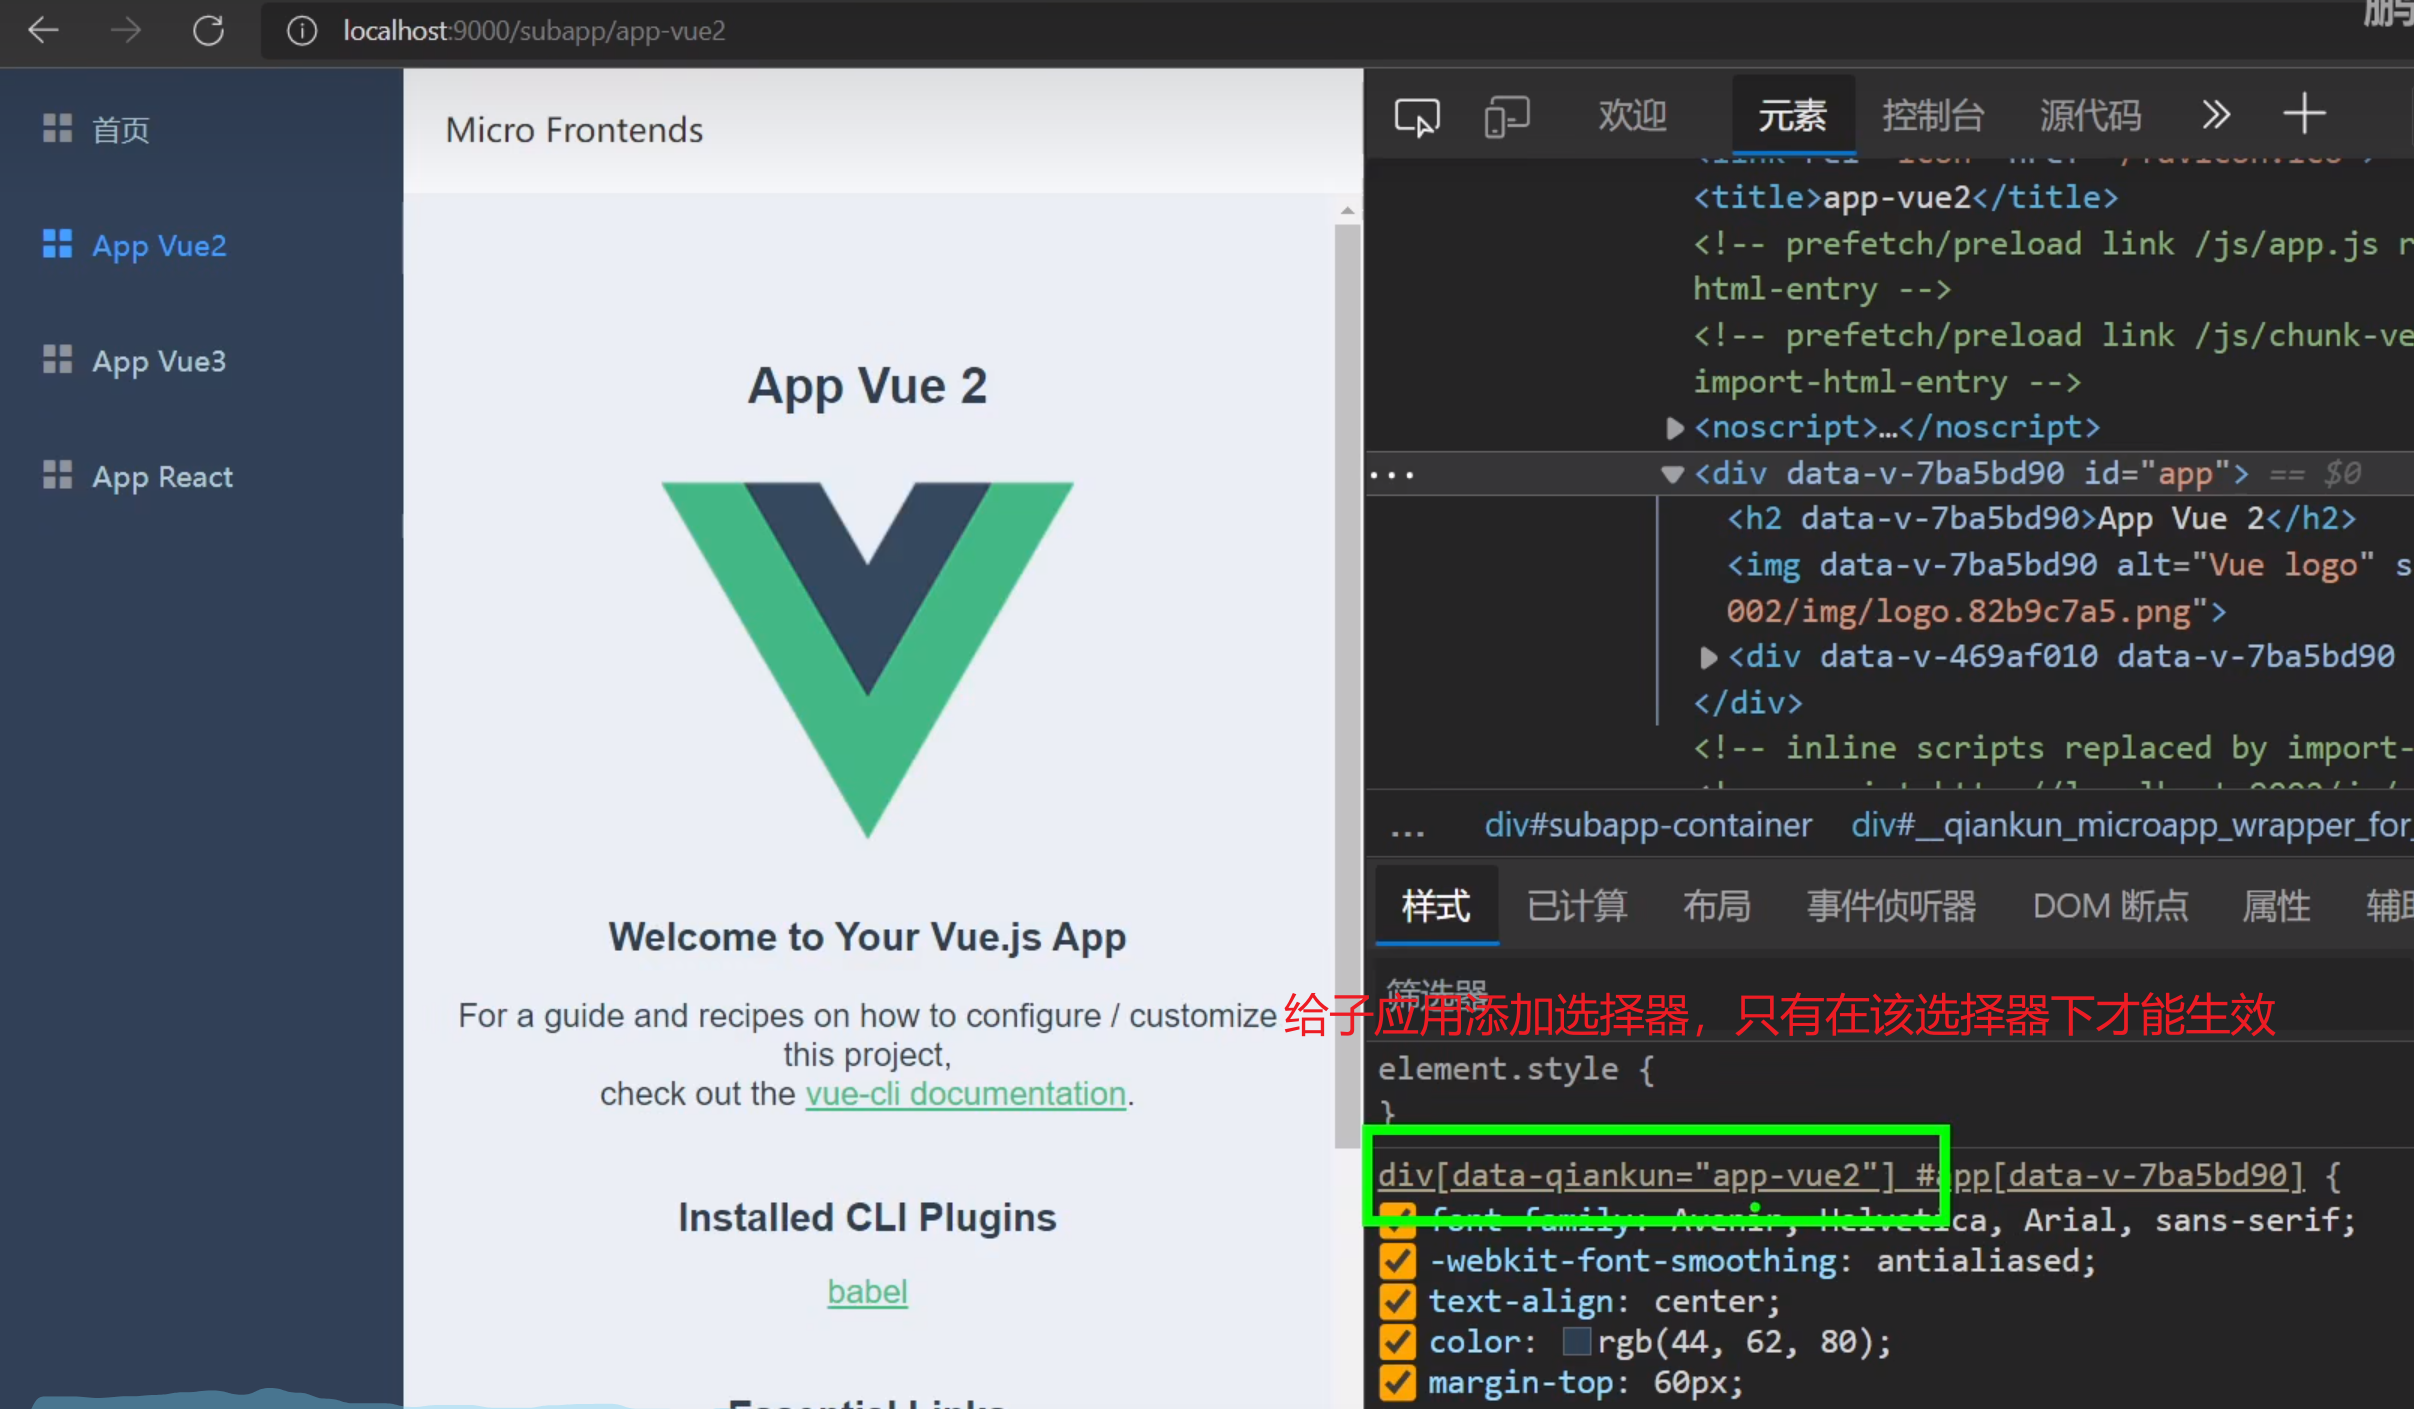 localhost:9000/subapp/app-vue2
鹏
首页
App Vue2
App Vue3
App React
Micro Frontends
App Vue 2
Welcome to Your Vue.js App
For a guide and recipes on how to configure / customize
this project,
check out the vue-cli documentation.
Installed CLI Plugins
babel
Essential Links
欢迎 元素 控制台 源代码
<title>app-vue2</title>
<!-- prefetch/preload link /js/app.js r
html-entry -->
<!-- prefetch/preload link /js/chunk-ve
import-html-entry -->
<noscript>…</noscript>
<div data-v-7ba5bd90 id="app"> == $0
<h2 data-v-7ba5bd90>App Vue 2</h2>
<img data-v-7ba5bd90 alt="Vue logo" s
002/img/logo.82b9c7a5.png">
<div data-v-469af010 data-v-7ba5bd90
</div>
<!-- inline scripts replaced by import-
... div#subapp-container div#__qiankun_microapp_wrapper_for_
样式 已计算 布局 事件侦听器 DOM 断点 属性 辅助
筛选器
给子应用添加选择器，只有在该选择器下才能生效
element.style {
}
div[data-qiankun="app-vue2"] #app[data-v-7ba5bd90] {
font-family: Avenir, Helvetica, Arial, sans-serif;
-webkit-font-smoothing: antialiased;
text-align: center;
color: rgb(44, 62, 80);
margin-top: 60px;